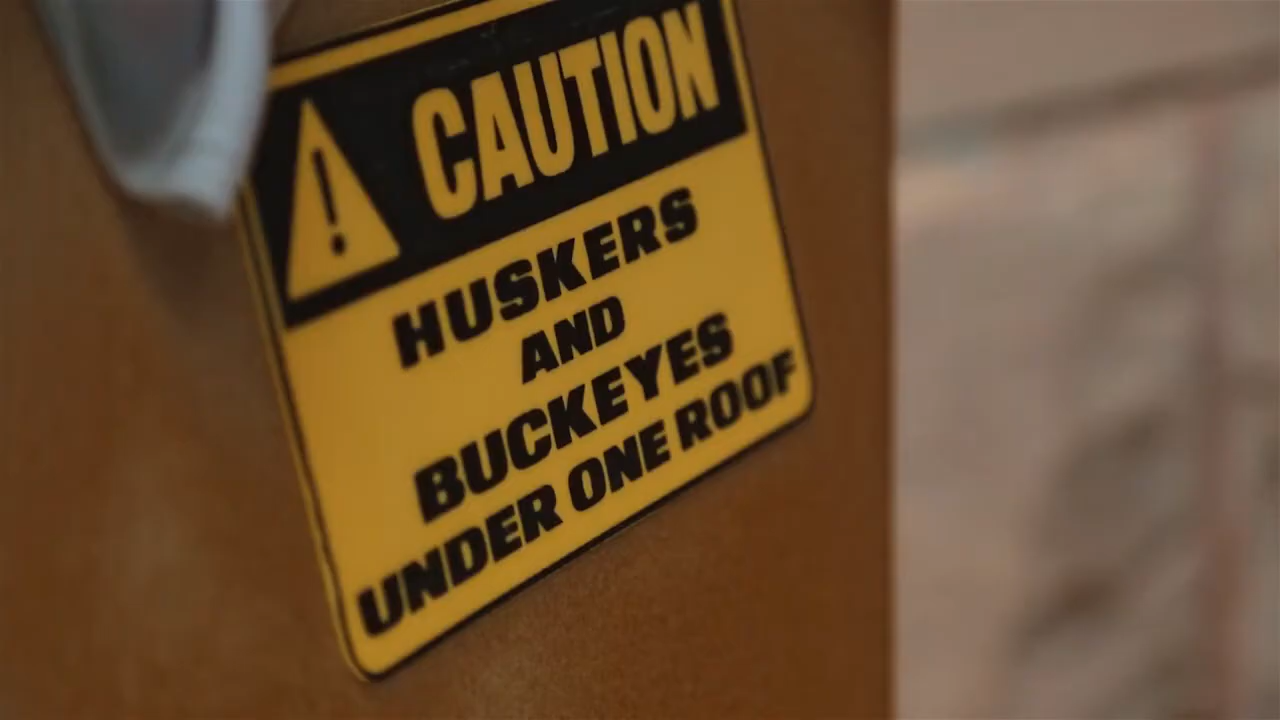 CAUTION
HUSKERS
AND
BUCKEYES
UNDER ONE ROOF